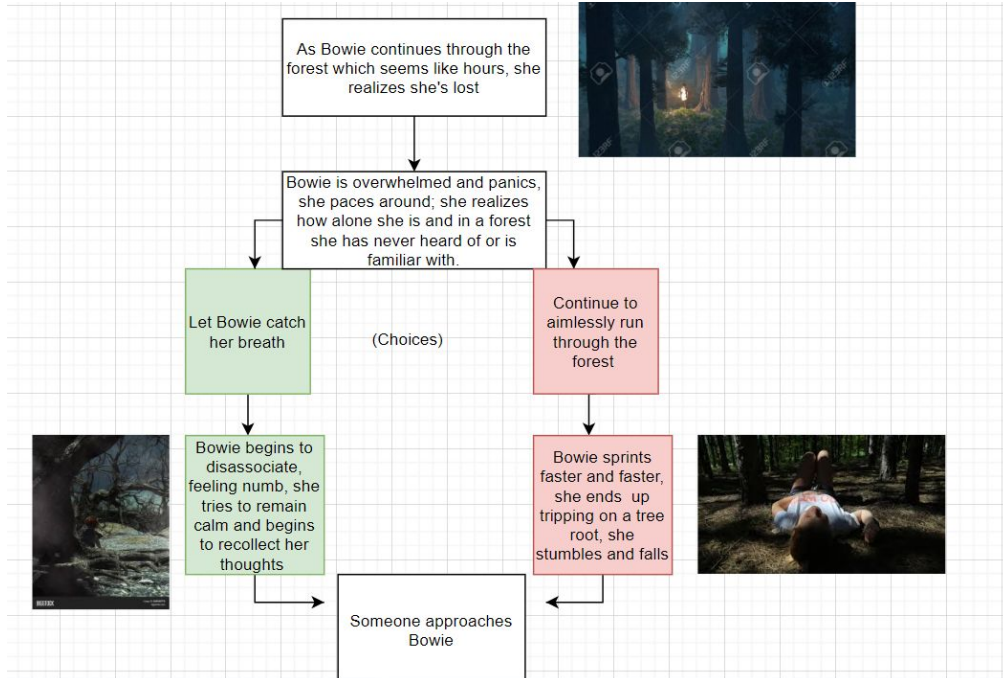 As Bowie continues through the
forest which seems like hours, she
realizes she's lost
123RF
Bowie is overwhelmed and panics,
she paces around; she realizes
how alone she is and in a forest
she has never heard of or is
familiar with.
Let Bowie catch
her breath
(Choices)
Continue to
aimlessly run
through the
forest
Bowie begins to
disassociate,
feeling numb, she
tries to remain
calm and begins
to recollect her
thoughts
Bowie sprints
faster and faster,
she ends up
tripping on a tree
root, she
stumbles and falls
Someone approaches
Bowie